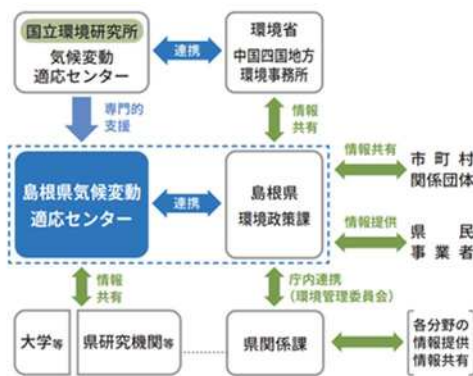 国立環境研究所
気候変動
適応センター
連携
環境省
中国四国地方
環境事務所
専門的
支援
情報
共有
島根県気候変動
適応センター
連携
島根県
環境政策課
情報共有
市町村
関係団体
情報提供
県民
事業者
情報
共有
庁内連携
（環境管理委員会）
大学等
県研究機関等
県関係課
各分野の
情報提供
情報共有